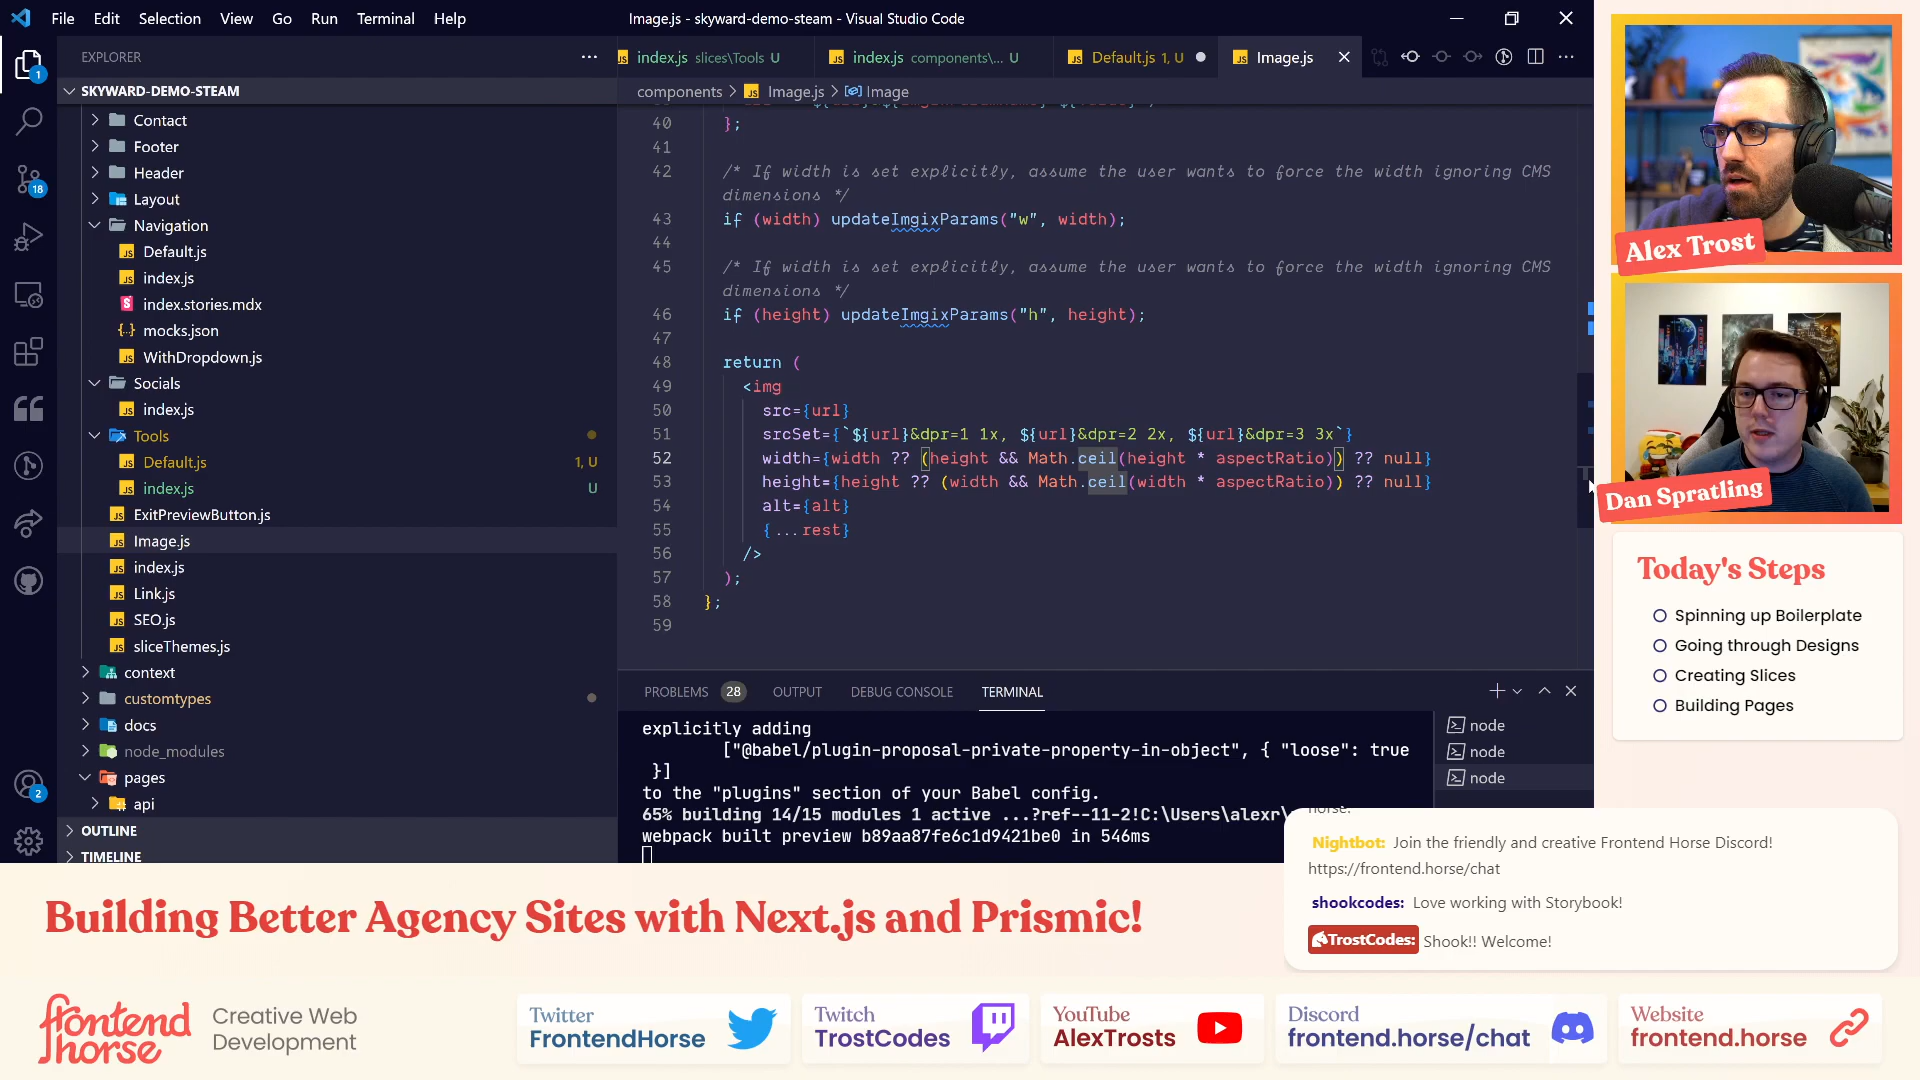 File Edit Selection View Go Run Terminal Help
Image.js - skyward-demo-steam - Visual Studio Code
EXPLORER
index.js slices\Tools U
index.js components\... U
Default.js 1, U
Image.js
1
SKYWARD-DEMO-STEAM
components > Image.js > Image
Contact
Footer
Header
Layout
Navigation
Default.js
index.js
index.stories.mdx
mocks.json
WithDropdown.js
Socials
index.js
Tools
Default.js 1, U
index.js U
ExitPreviewButton.js
Image.js
index.js
Link.js
SEO.js
sliceThemes.js
context
customtypes
docs
node_modules
pages
api
OUTLINE
TIMELINE
18
2
40 };
41
42 /* If width is set explicitly, assume the user wants to force the width ignoring CMS
dimensions */
43 if (width) updateImgixParams("w", width);
44
45 /* If width is set explicitly, assume the user wants to force the width ignoring CMS
dimensions */
46 if (height) updateImgixParams("h", height);
47
48 return (
49 <img
50 src={url}
51 srcSet={`${url}&dpr=1 1x, ${url}&dpr=2 2x, ${url}&dpr=3 3x`}
52 width={width ?? (height && Math.ceil(height * aspectRatio)) ?? null}
53 height={height ?? (width && Math.ceil(width * aspectRatio)) ?? null}
54 alt={alt}
55 {...rest}
56 />
57 );
58 };
59
PROBLEMS 28 OUTPUT DEBUG CONSOLE TERMINAL
explicitly adding
["@babel/plugin-proposal-private-property-in-object", { "loose": true
}]
to the "plugins" section of your Babel config.
65% building 14/15 modules 1 active ...?ref--11-2!C:\Users\alexr\
webpack built preview b89aa87fe6c1d9421be0 in 546ms
node
node
node
Alex Trost
Dan Spratling
Today's Steps
Spinning up Boilerplate
Going through Designs
Creating Slices
Building Pages
horse.
Nightbot: Join the friendly and creative Frontend Horse Discord!
https://frontend.horse/chat
shookcodes: Love working with Storybook!
TrostCodes: Shook!! Welcome!
Building Better Agency Sites with Next.js and Prismic!
frontend
horse
Creative Web
Development
Twitter
FrontendHorse
Twitch
TrostCodes
YouTube
AlexTrosts
Discord
frontend.horse/chat
Website
frontend.horse